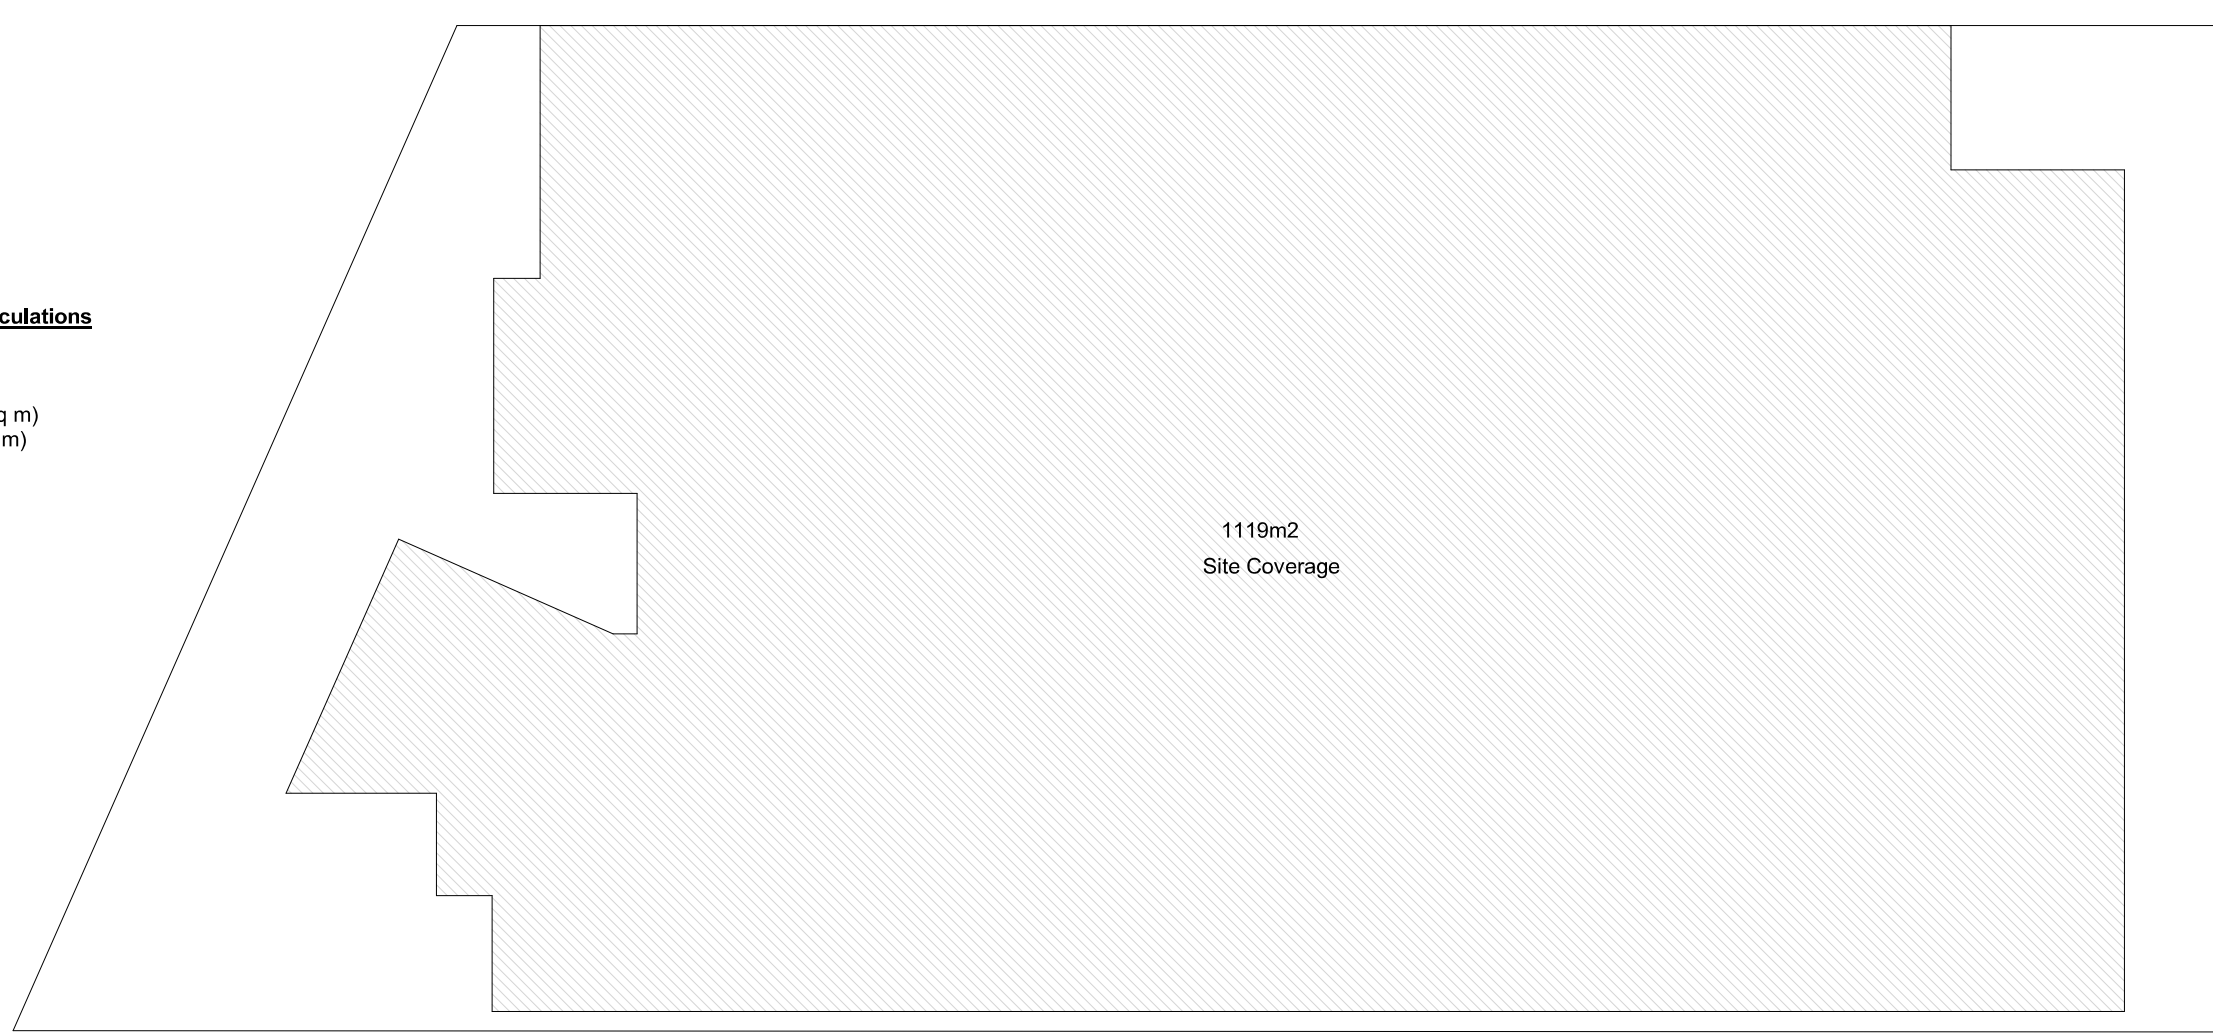 culations
q m)
m)
1119m2
Site Coverage